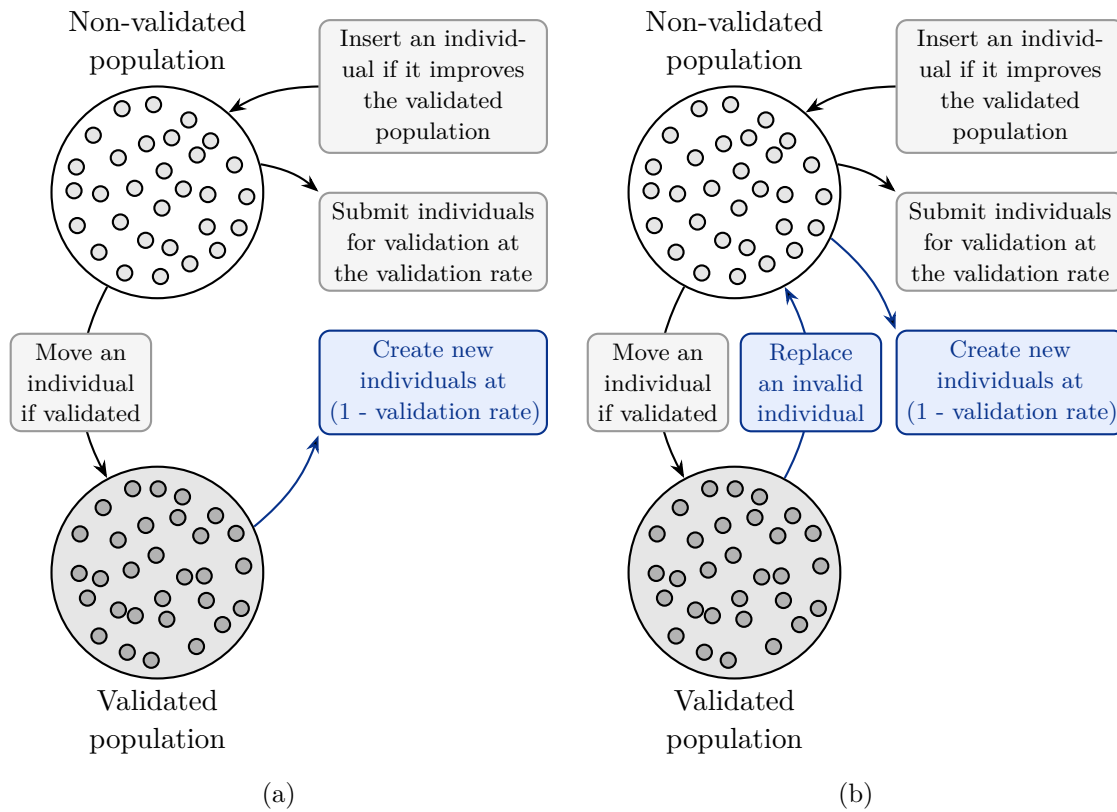 Non-validated
population
Insert an individ-
ual if it improves
the validated
population
Submit individuals
for validation at
the validation rate
Move an
individual
if validated
Create new
individuals at
(1 - validation rate)
Validated
population
(a)
Non-validated
population
Insert an individ-
ual if it improves
the validated
population
Submit individuals
for validation at
the validation rate
Move an
individual
if validated
Replace
an invalid
individual
Create new
individuals at
(1 - validation rate)
Validated
population
(b)